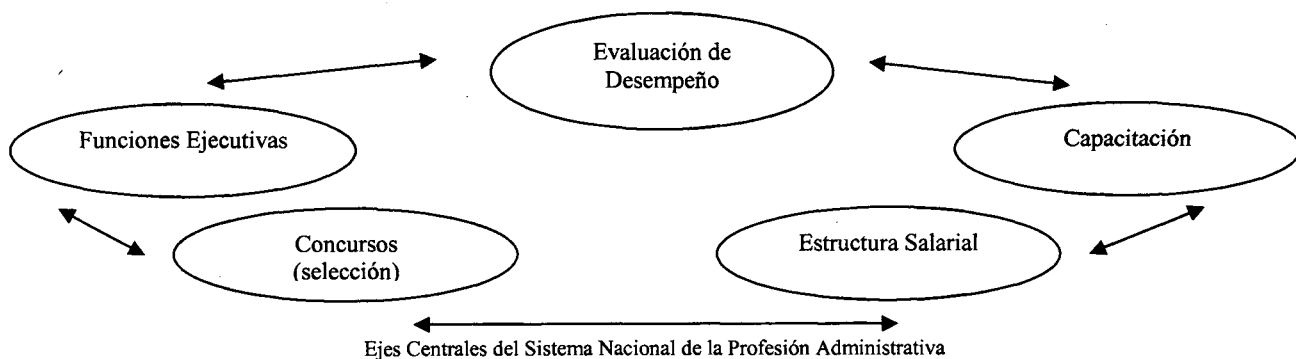 Evaluación de
Desempeño
Funciones Ejecutivas
Capacitación
Concursos
(selección)
Estructura Salarial
Ejes Centrales del Sistema Nacional de la Profesión Administrativa